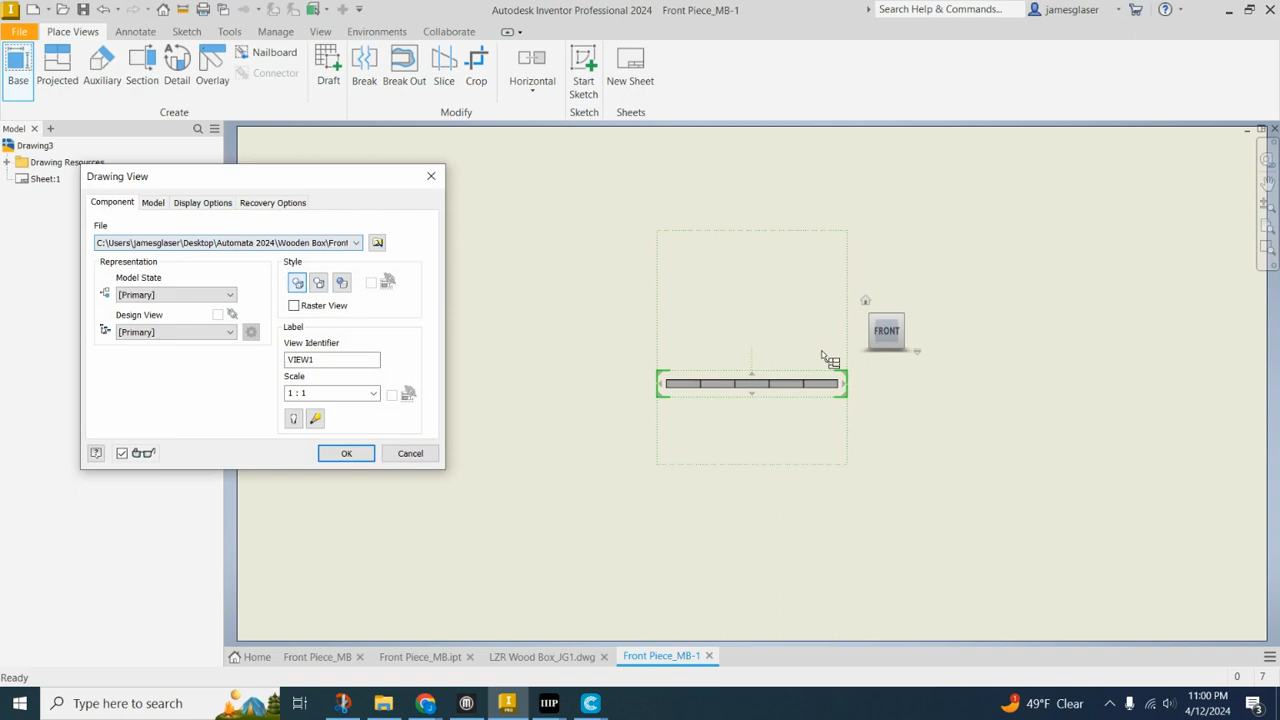 Autodesk Inventor Professional 2024 Front Piece_MB-1
Search Help & Commands...
jamesglaser
File Place Views Annotate Sketch Tools Manage View Environments Collaborate
Base
Projected
Auxiliary
Section
Detail
Overlay
Nailboard
Connector
Draft
Break
Break Out
Slice
Crop
Horizontal
Start
Sketch
New Sheet
Create
Modify
Sketch
Sheets
Model
Drawing3
Drawing Resources
Sheet:1
Drawing View
Component Model Display Options Recovery Options
File
C:\Users\jamesglaser\Desktop\Automata 2024\Wooden Box\Front
Representation
Model State
[Primary]
Design View
[Primary]
Style
Raster View
Label
View Identifier
VIEW1
Scale
1 : 1
OK
Cancel
FRONT
Home Front Piece_MB Front Piece_MB.ipt LZR Wood Box_JG1.dwg Front Piece_MB-1
Ready
0 7
Type here to search
PRO
49°F Clear
11:00 PM
4/12/2024
3